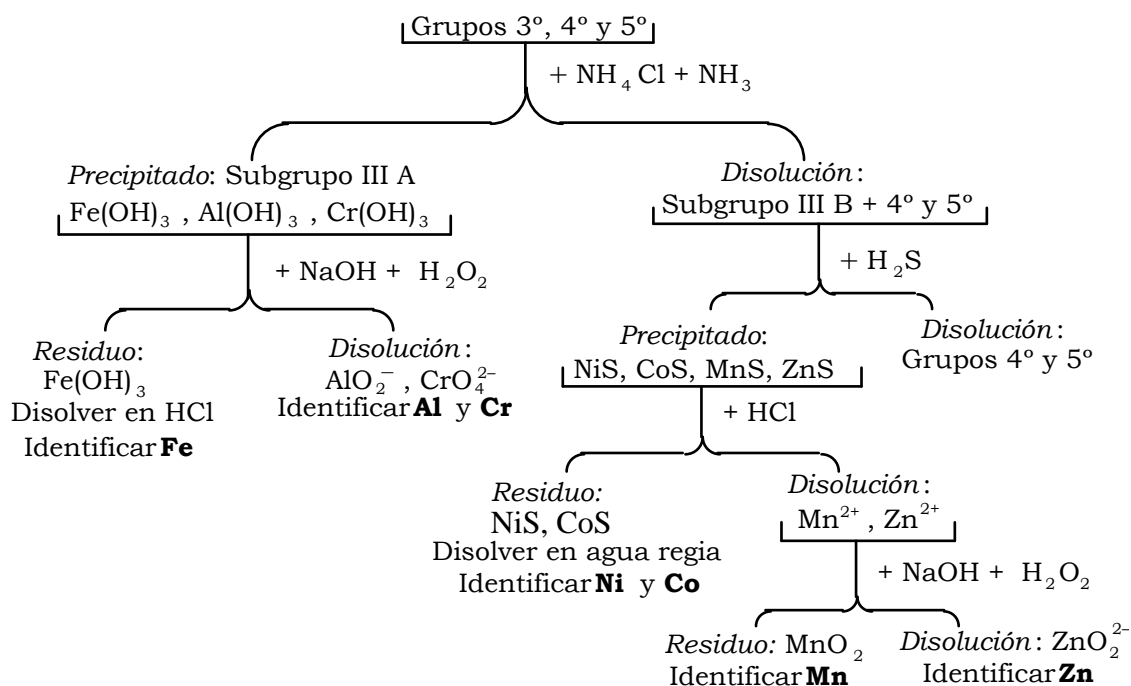 Grupos 3º, 4º y 5º
+ NH₄Cl + NH₃
Precipitado: Subgrupo III A
Fe(OH)₃ , Al(OH)₃ , Cr(OH)₃
Disolución:
Subgrupo III B + 4º y 5º
+ NaOH + H₂O₂
+ H₂S
Residuo:
Fe(OH)₃
Disolver en HCl
Identificar Fe
Disolución:
AlO₂⁻ , CrO₄²⁻
Identificar Al y Cr
Precipitado:
NiS, CoS, MnS, ZnS
Disolución:
Grupos 4º y 5º
+ HCl
Residuo:
NiS, CoS
Disolver en agua regia
Identificar Ni y Co
Disolución:
Mn²⁺ , Zn²⁺
+ NaOH + H₂O₂
Residuo: MnO₂
Identificar Mn
Disolución: ZnO₂²⁻
Identificar Zn